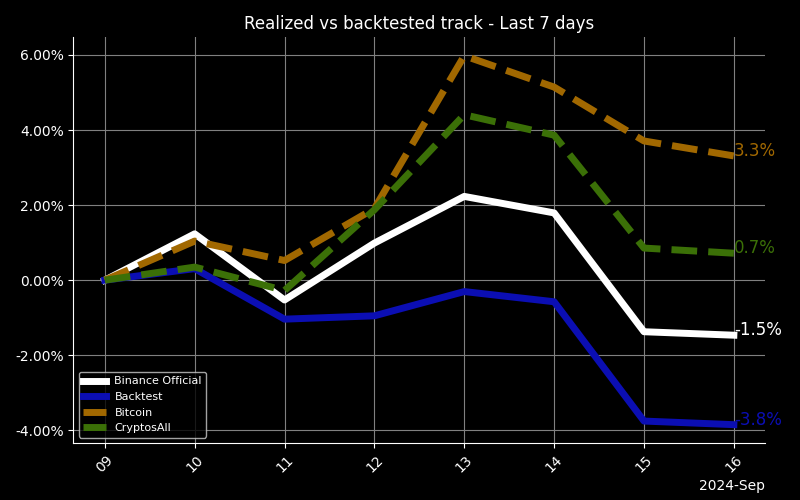 Realized vs backtested track - Last 7 days
6.00%
4.00%
2.00%
0.00%
-2.00%
-4.00%
3.3%
0.7%
-1.5%
-3.8%
Binance Official
Backtest
Bitcoin
CryptosAll
09 10 11 12 13 14 15 16
2024-Sep